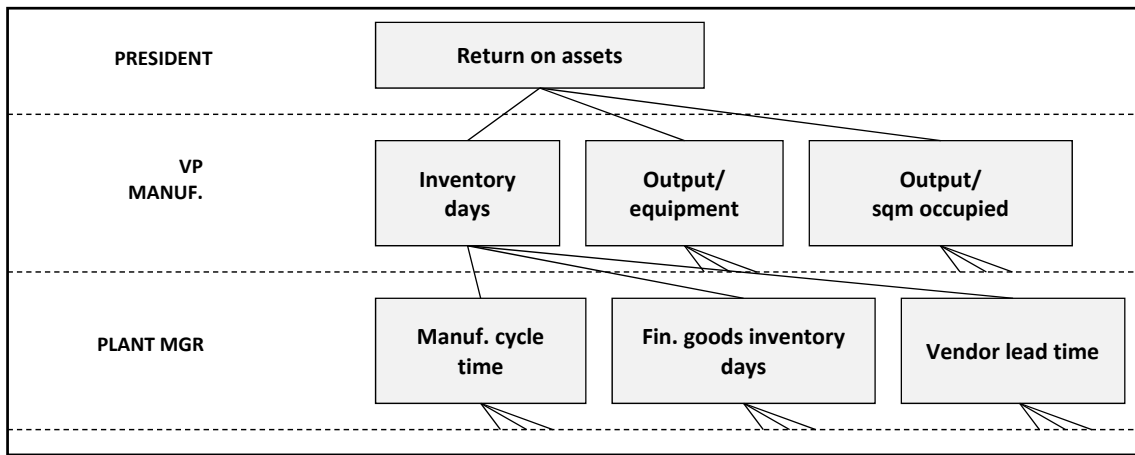 PRESIDENT
Return on assets
VP
MANUF.
Inventory
days
Output/
equipment
Output/
sqm occupied
PLANT MGR
Manuf. cycle
time
Fin. goods inventory
days
Vendor lead time